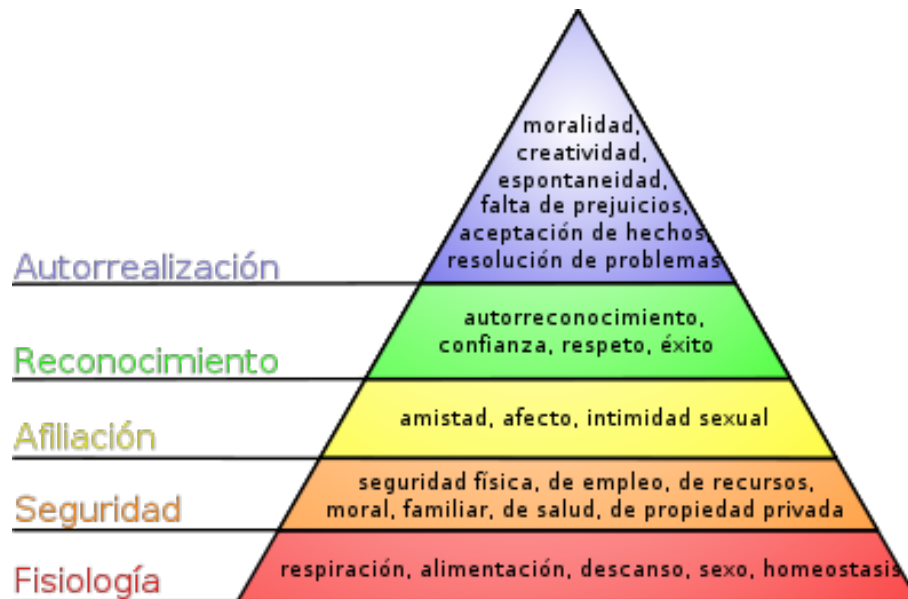 moralidad,
creatividad,
espontaneidad,
falta de prejuicios,
aceptación de hechos,
resolución de problemas
Autorrealización
autorreconocimiento,
confianza, respeto, éxito
Reconocimiento
amistad, afecto, intimidad sexual
Afiliación
seguridad física, de empleo, de recursos,
moral, familiar, de salud, de propiedad privada
Seguridad
respiración, alimentación, descanso, sexo, homeostasis
Fisiología